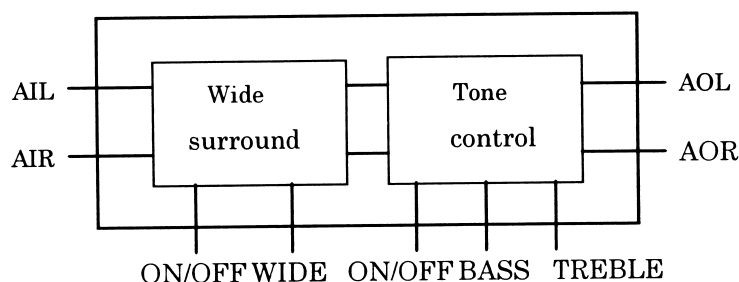 AIL
Wide
surround
Tone
control
AOL
AIR
AOR
ON/OFF WIDE ON/OFF BASS TREBLE